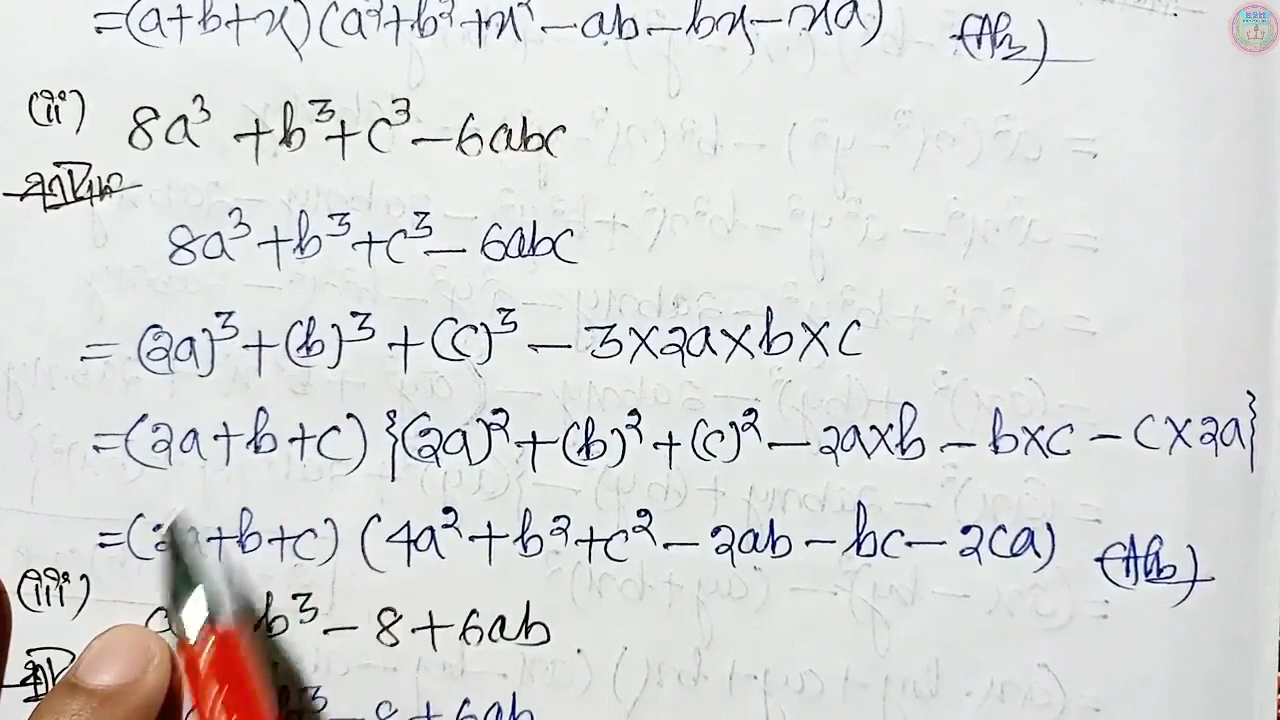 =(a+b+x)(a²+b²+x²-ab-bx-xa) (Ans)
(ii) 8a³+b³+c³-6abc
8a³+b³+c³-6abc
= (2a)³+(b)³+(c)³-3×2a×b×c
=(2a+b+c){(2a)²+(b)²+(c)²-2a×b-b×c-c×2a}
=(2a+b+c)(4a²+b²+c²-2ab-bc-2ca) (Ans)
(iii) b³-8+6ab